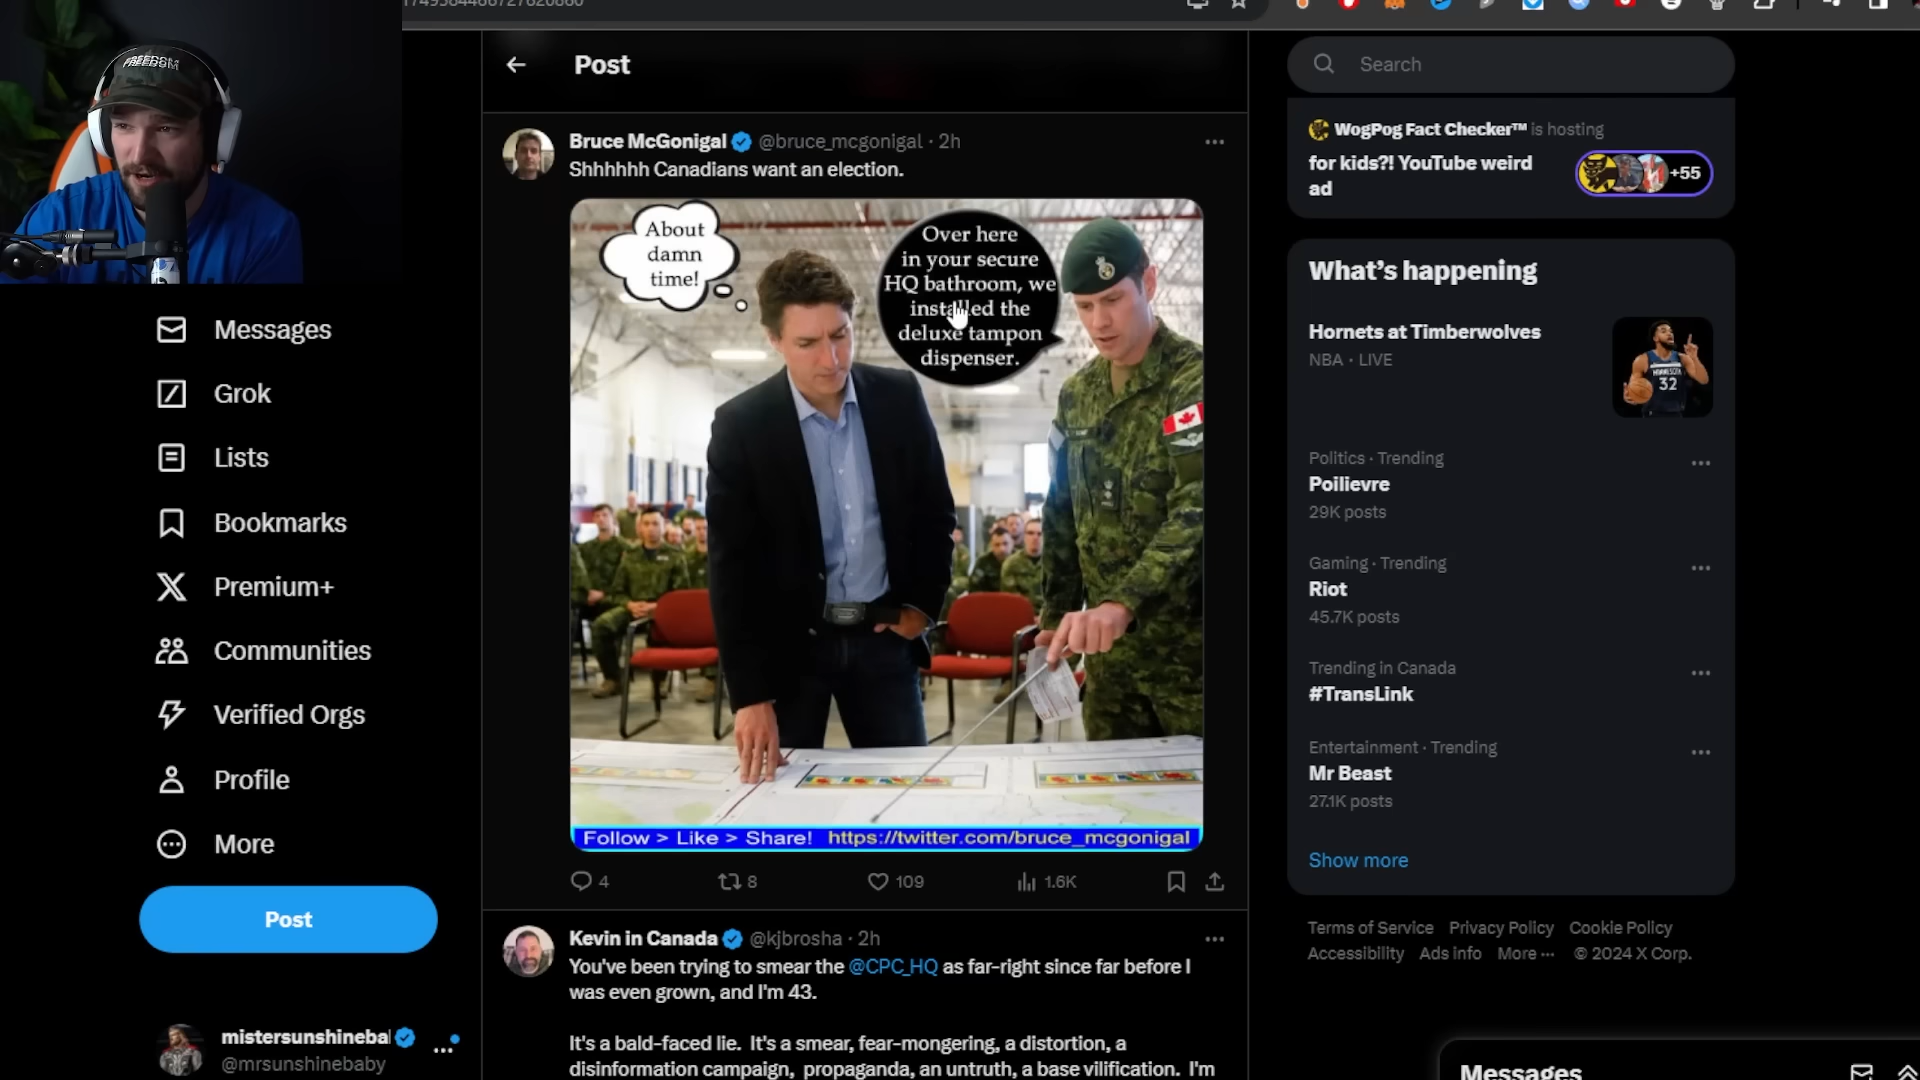 1749564466727620860
FREEDOM
FREEDOM
Messages
Grok
Lists
Bookmarks
Premium+
Communities
Verified Orgs
Profile
More
Post
mistersunshinebal
@mrsunshinebaby
Post
Bruce McGonigal @bruce_mcgonigal · 2h
Shhhhhh Canadians want an election.
About
damn
time!
Over here
in your secure
HQ bathroom, we
installed the
deluxe tampon
dispenser.
Follow > Like > Share! https://twitter.com/bruce_mcgonigal
4
8
109
1.6K
Kevin in Canada @kjbrosha · 2h
You've been trying to smear the @CPC_HQ as far-right since far before I
was even grown, and I'm 43.
It's a bald-faced lie. It's a smear, fear-mongering, a distortion, a
disinformation campaign, propaganda, an untruth, a base vilification. I'm
Search
WogPog Fact Checker™ is hosting
for kids?! YouTube weird
ad
+55
What's happening
Hornets at Timberwolves
NBA · LIVE
MINNESOTA
32
Politics · Trending
Poilievre
29K posts
Gaming · Trending
Riot
45.7K posts
Trending in Canada
#TransLink
Entertainment · Trending
Mr Beast
27.1K posts
Show more
Terms of Service Privacy Policy Cookie Policy
Accessibility Ads info More ··· © 2024 X Corp.
Messages